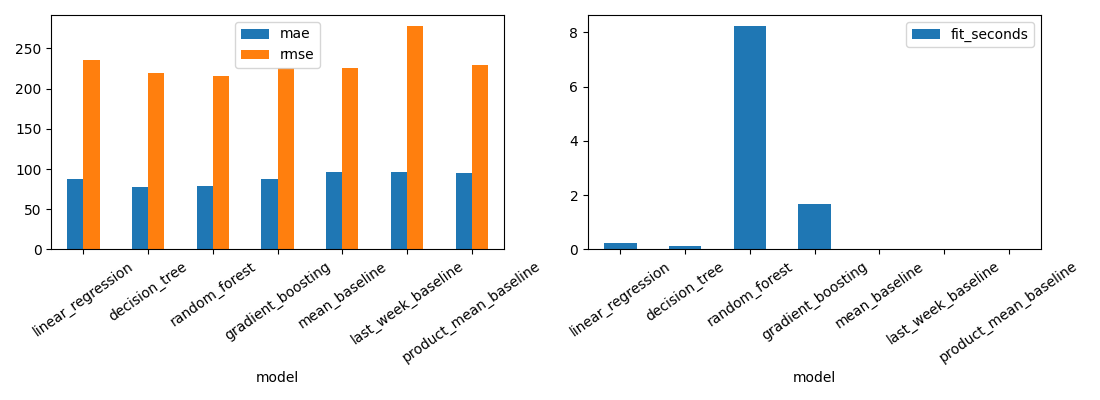 mae
rmse
250
200
150
100
50
0
linear_regression
decision_tree
random_forest
gradient_boosting
mean_baseline
last_week_baseline
product_mean_baseline
model
fit_seconds
8
6
4
2
0
linear_regression
decision_tree
random_forest
gradient_boosting
mean_baseline
last_week_baseline
product_mean_baseline
model